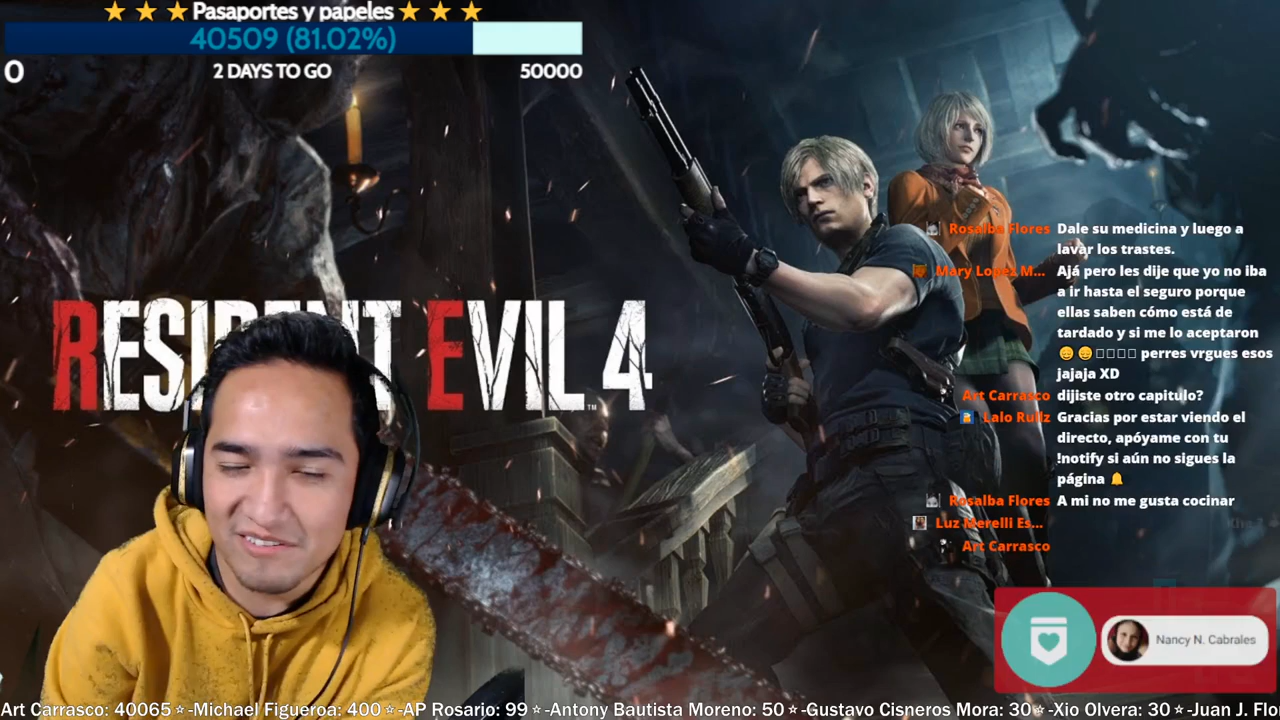 ★ ★ ★ Pasaportes y papeles ★ ★ ★
40509 (81.02%)
0 2 DAYS TO GO 50000
RESIDENT EVIL 4
™
Rosalba Flores Dale su medicina y luego a
lavar los trastes.
Mary Lopez M... Ajá pero les dije que yo no iba
a ir hasta el seguro porque
ellas saben cómo está de
tardado y si me lo aceptaron
😑😑□□□□ perres vrgues esos
jajaja XD
Art Carrasco dijiste otro capitulo?
Lalo Ruilz Gracias por estar viendo el
directo, apóyame con tu
!notify si aún no sigues la
página 🔔
Rosalba Flores A mi no me gusta cocinar
Luz Merelli Es...
Art Carrasco
Nancy N. Cabrales
Art Carrasco: 40065⭐-Michael Figueroa: 400⭐-AP Rosario: 99⭐-Antony Bautista Moreno: 50⭐-Gustavo Cisneros Mora: 30⭐-Xio Olvera: 30⭐-Juan J. Flo